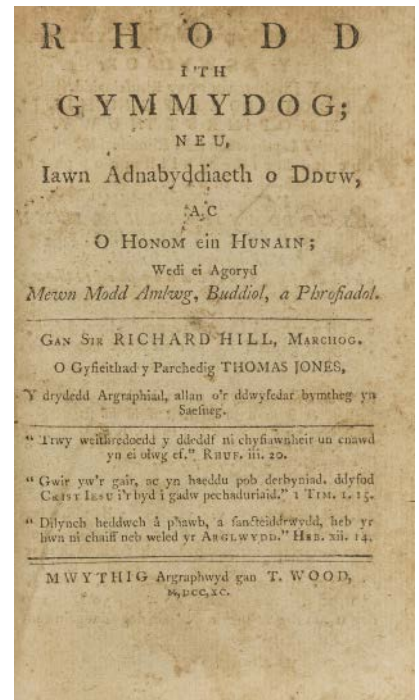 RHODD
I'TH
GYMMYDOG;
NEU,
Iawn Adnabyddiaeth o DDUW,
AC
O HONOM ein HUNAIN;
Wedi ei Agoryd
Mewn Modd Amlwg, Buddiol, a Phrofiadol.
GAN SIR RICHARD HILL, MARCHOG.
O Gyfieithad y Parchedig THOMAS JONES,
Y drydedd Argraphiad, allan o'r ddwyfedar bymtheg yn
Saesneg.
“ Trwy weithredoedd y ddeddf ni chyfiawnheir un cnawd
yn ei olwg ef.” RHUF. iii. 20.
“ Gwir yw'r gair, ac yn haeddu pob derbyniad. ddyfod
CRIST IESU i'r byd i gadw pechaduriaid.” 1 TIM. 1. 15.
“ Dilynch heddwch â phawb, a sancteiddrwydd, heb yr
hwn ni chaiff neb weled yr ARGLWYDD.” HEB. xii. 14.
MWYTHIG Argraphwyd gan T. WOOD,
M,DCC,XC.